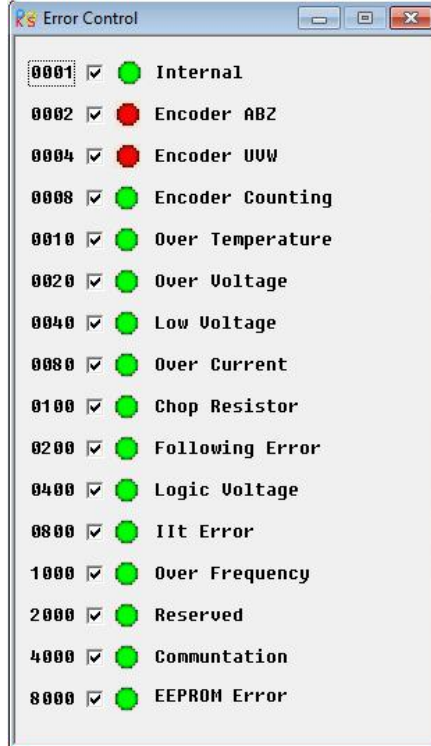 RS Error Control
0001 Internal
0002 Encoder ABZ
0004 Encoder UVW
0008 Encoder Counting
0010 Over Temperature
0020 Over Voltage
0040 Low Voltage
0080 Over Current
0100 Chop Resistor
0200 Following Error
0400 Logic Voltage
0800 IIt Error
1000 Over Frequency
2000 Reserved
4000 Communtation
8000 EEPROM Error